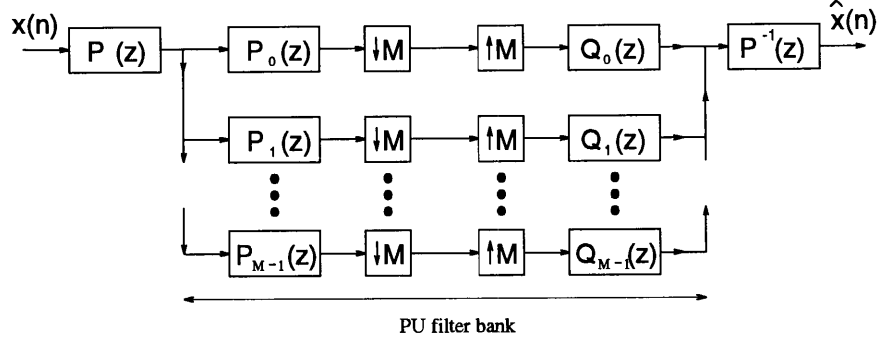 x(n) P (z) P₀(z) ↓M ↑M Q₀(z) P⁻¹(z) x̂(n)
P₁(z) ↓M ↑M Q₁(z)
P_{M-1}(z) ↓M ↑M Q_{M-1}(z)
PU filter bank